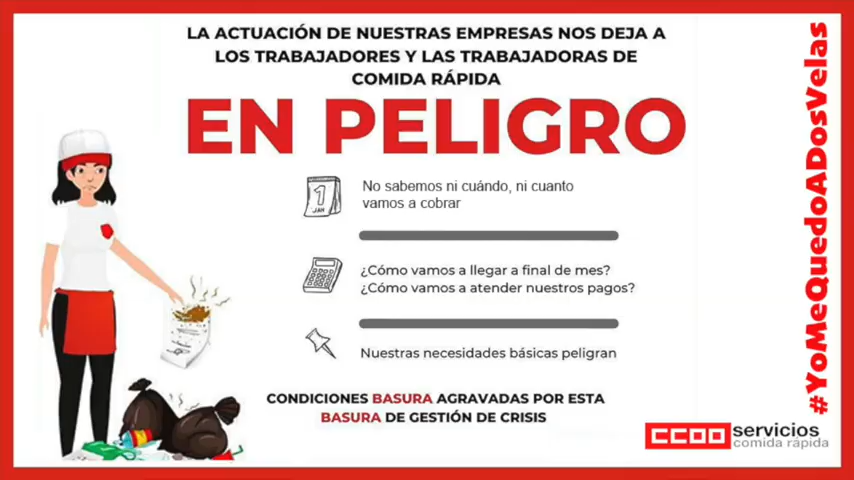 LA ACTUACIÓN DE NUESTRAS EMPRESAS NOS DEJA A
LOS TRABAJADORES Y LAS TRABAJADORAS DE
COMIDA RÁPIDA
EN PELIGRO
1
JAN
No sabemos ni cuándo, ni cuanto
vamos a cobrar
¿Cómo vamos a llegar a final de mes?
¿Cómo vamos a atender nuestros pagos?
Nuestras necesidades básicas peligran
CONDICIONES BASURA AGRAVADAS POR ESTA
BASURA DE GESTIÓN DE CRISIS
#YoMeQuedoADosVelas
CCOO servicios
comida rápida